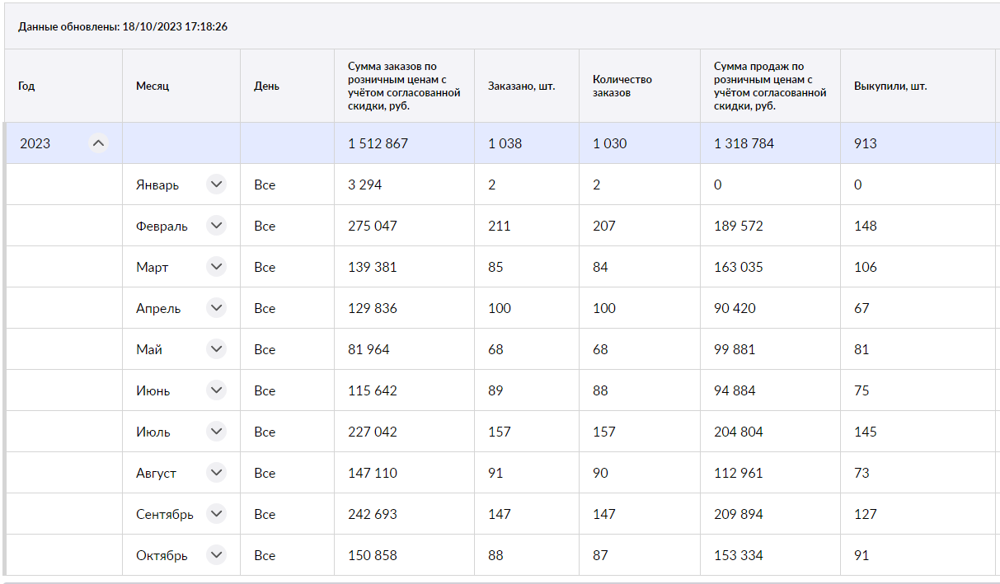 Данные обновлены: 18/10/2023 17:18:26
Год Месяц День Сумма заказов по розничным ценам с учётом согласованной скидки, руб. Заказано, шт. Количество заказов Сумма продаж по розничным ценам с учётом согласованной скидки, руб. Выкупили, шт.
2023 1 512 867 1 038 1 030 1 318 784 913
Январь Все 3 294 2 2 0 0
Февраль Все 275 047 211 207 189 572 148
Март Все 139 381 85 84 163 035 106
Апрель Все 129 836 100 100 90 420 67
Май Все 81 964 68 68 99 881 81
Июнь Все 115 642 89 88 94 884 75
Июль Все 227 042 157 157 204 804 145
Август Все 147 110 91 90 112 961 73
Сентябрь Все 242 693 147 147 209 894 127
Октябрь Все 150 858 88 87 153 334 91